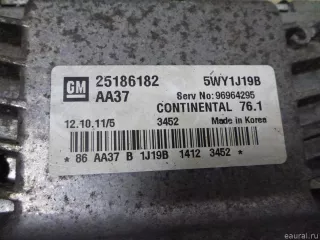 GM 25186182 5WY1J19B
AA37 Serv No:96964295
CONTINENTAL 76.1
12.10.11/5 3452 Made in Korea
* 86 AA37 B 1J19B 1412 3452 *
© eaural.ru